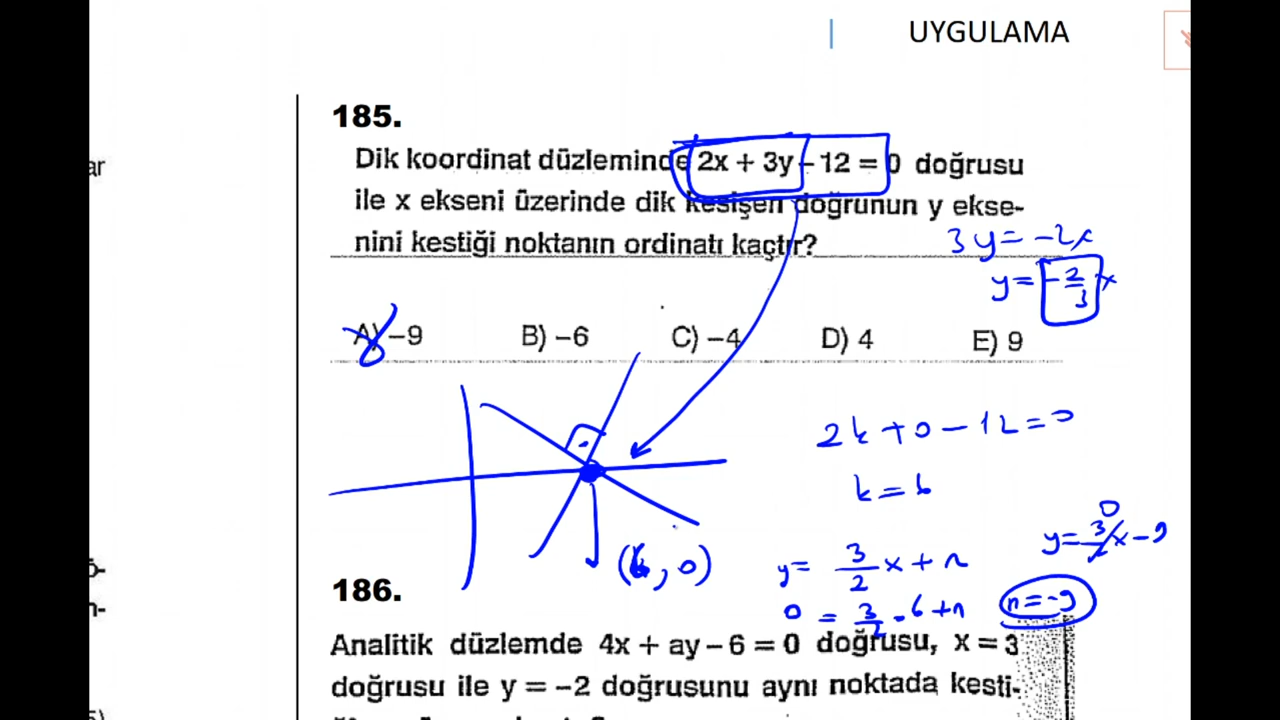 UYGULAMA
185.
ar
Dik koordinat düzleminde 2x + 3y - 12 = 0 doğrusu
ile x ekseni üzerinde dik kesişen doğrunun y ekse-
nini kestiği noktanın ordinatı kaçtır?
3y = -2x
y = -2/3 x
A) -9 B) -6 C) -4 D) 4 E) 9
2k + 0 - 12 = 0
k = 6
(6, 0)
y = 3/2 x + n
0 = 3/2 . 6 + n
y = 3/2 x - 9
0
n = -9
186.
Analitik düzlemde 4x + ay - 6 = 0 doğrusu, x = 3
doğrusu ile y = -2 doğrusunu aynı noktada kesti-